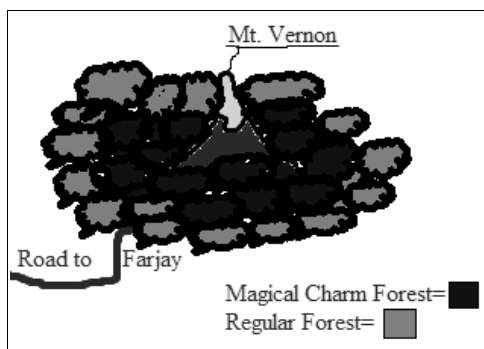 Mt. Vernon
Road to Farjay
Magical Charm Forest=
Regular Forest=